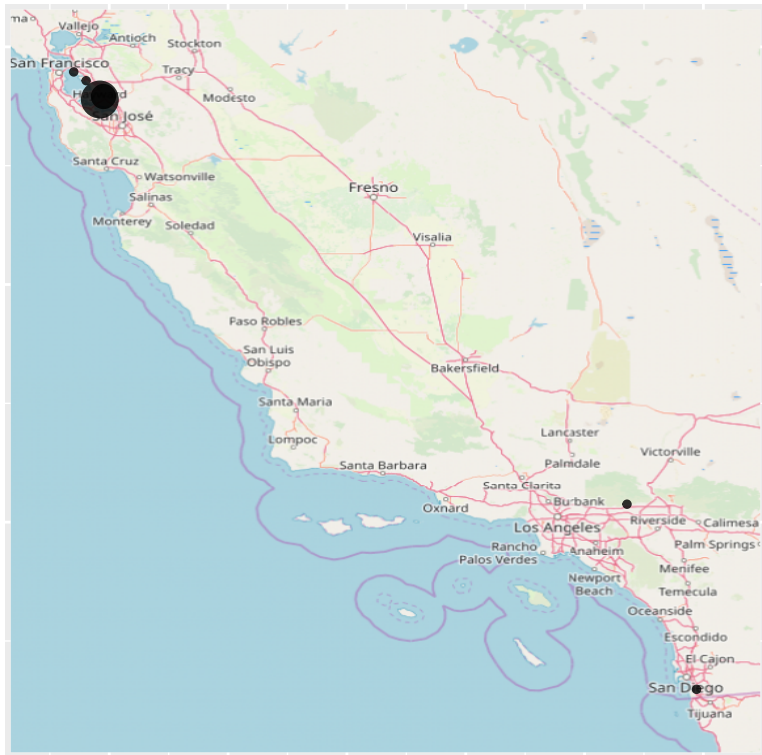 Vallejo
Antioch
Stockton
San Francisco
Tracy
Modesto
San José
Santa Cruz
Watsonville
Salinas
Monterey
Soledad
Fresno
Visalia
Paso Robles
San Luis
Obispo
Bakersfield
Santa Maria
Lompoc
Lancaster
Victorville
Palmdale
Santa Barbara
Santa Clarita
Burbank
Oxnard
Los Angeles
Riverside
Calimesa
Rancho
Palos Verdes
Anaheim
Palm Springs
Newport
Beach
Menifee
Temecula
Oceanside
Escondido
El Cajon
San Diego
Tijuana